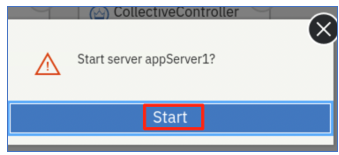 CollectiveController
Start server appServer1?
Start